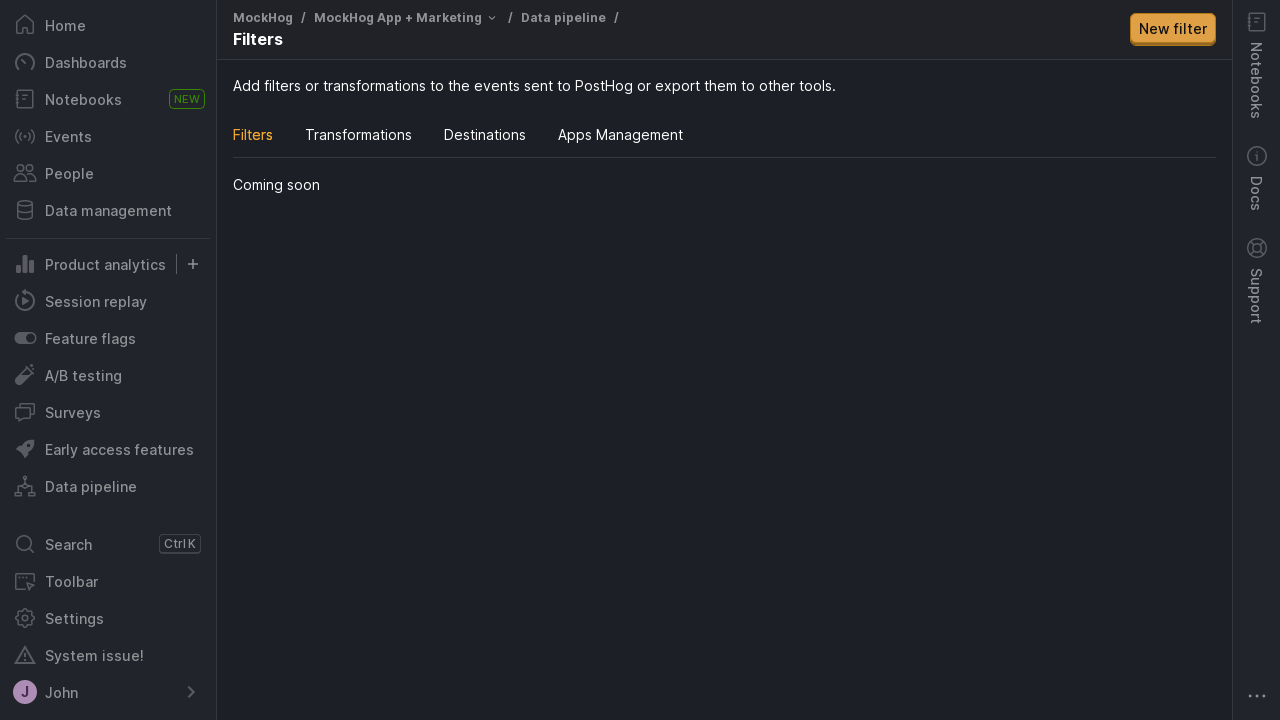 Home
Dashboards
Notebooks NEW
Events
People
Data management
Product analytics
Session replay
Feature flags
A/B testing
Surveys
Early access features
Data pipeline
Search Ctrl K
Toolbar
Settings
System issue!
J John
MockHog / MockHog App + Marketing / Data pipeline /
Filters
New filter
Add filters or transformations to the events sent to PostHog or export them to other tools.
Filters Transformations Destinations Apps Management
Coming soon
Notebooks
Docs
Support